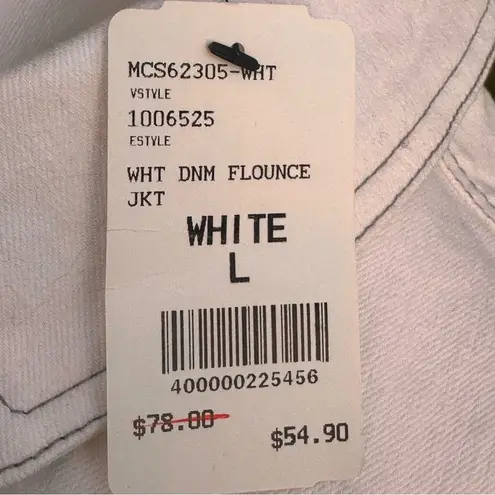 MCS62305-WHT
VSTYLE
1006525
ESTYLE
WHT DNM FLOUNCE
JKT
WHITE
L
400000225456
$78.00
$54.90